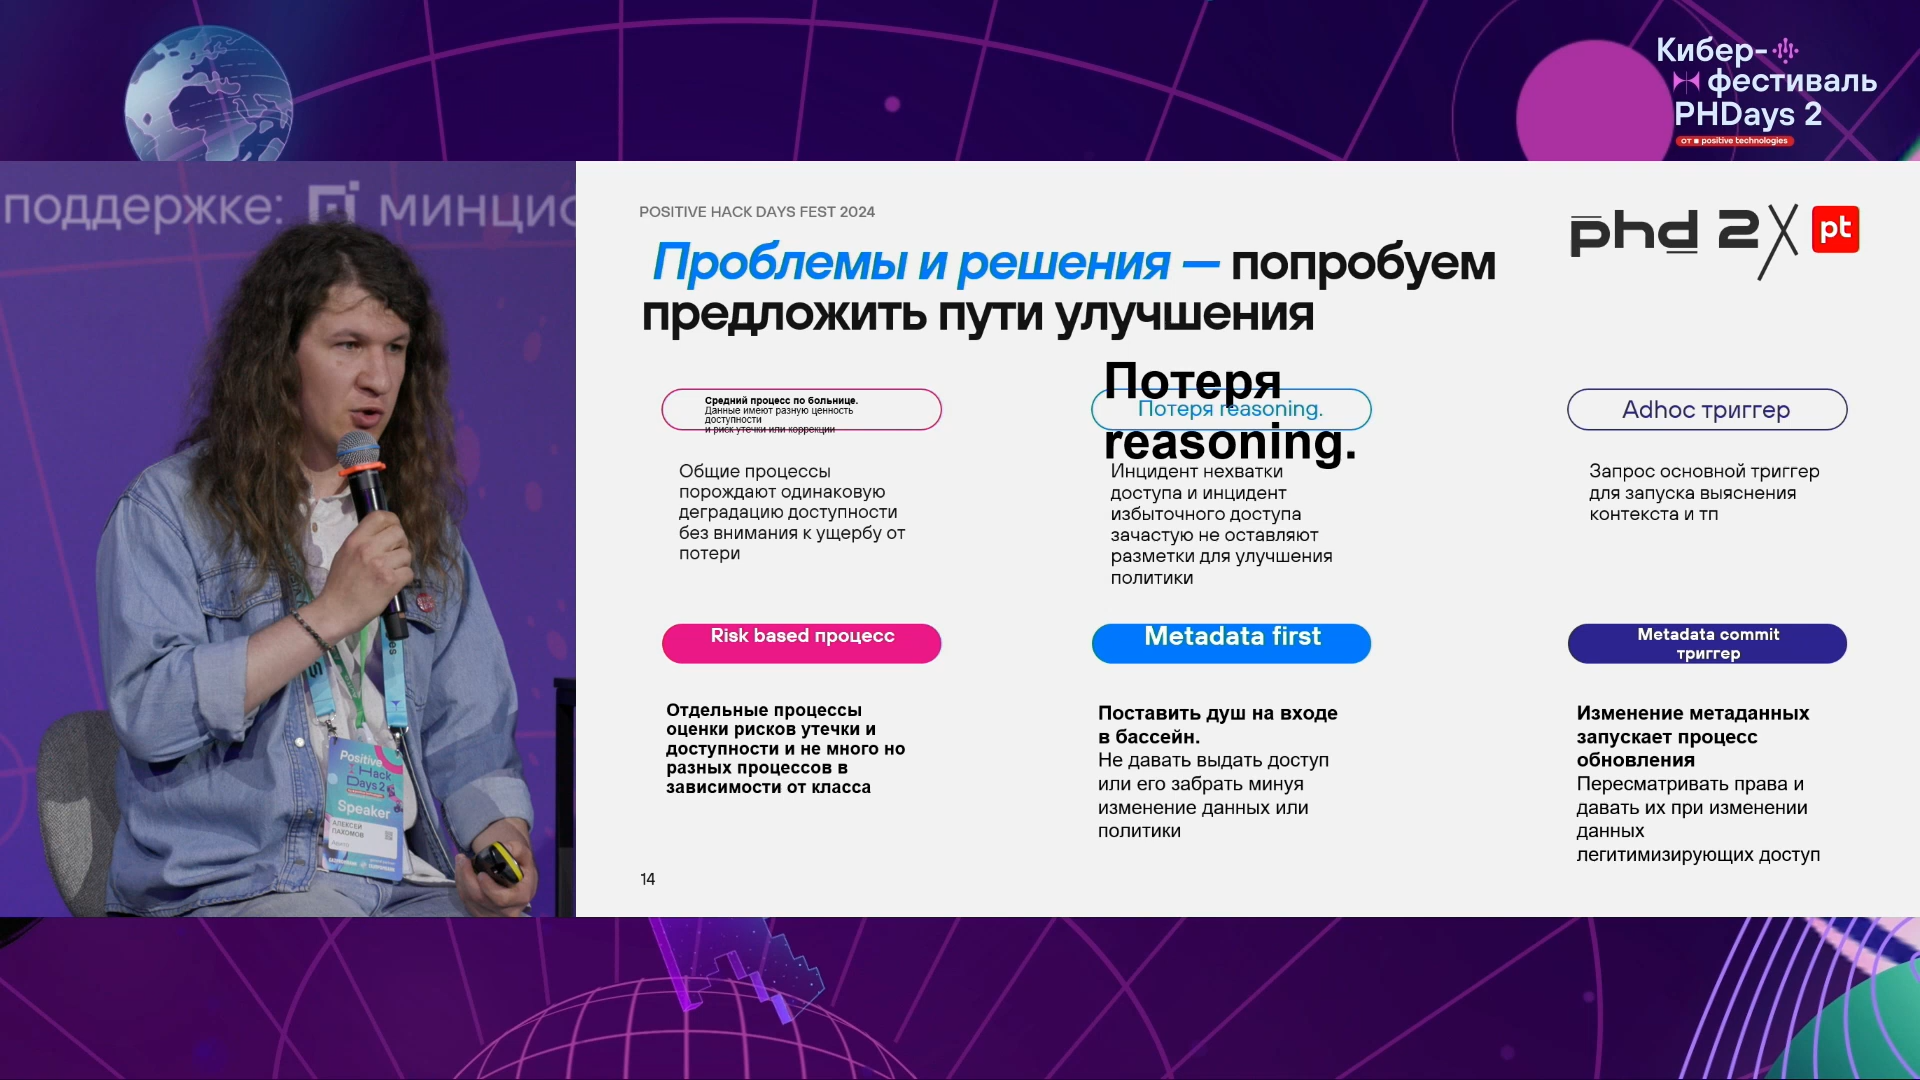 Кибер-
фестиваль
PHDays 2
от positive technologies
поддержке:
POSITIVE HACK DAYS FEST 2024
phd 2
pt
Проблемы и решения — попробуем
предложить пути улучшения
Средний процесс по больнице.
Данные имеют разную ценность
доступности
и риск утечки или коррекции
Общие процессы
порождают одинаковую
деградацию доступности
без внимания к ущербу от
потери
Потеря
reasoning.
Потеря reasoning.
Инцидент нехватки
доступа и инцидент
избыточного доступа
зачастую не оставляют
разметки для улучшения
политики
Adhoc триггер
Запрос основной триггер
для запуска выяснения
контекста и тп
Risk based процесс
Отдельные процессы
оценки рисков утечки и
доступности и не много но
разных процессов в
зависимости от класса
Metadata first
Поставить душ на входе
в бассейн.
Не давать выдать доступ
или его забрать минуя
изменение данных или
политики
Metadata commit
триггер
Изменение метаданных
запускает процесс
обновления
Пересматривать права и
давать их при изменении
данных
легитимизирующих доступ
14
Positive
Hack
Days 2
Speaker
АЛЕКСЕЙ
ПАХОМОВ